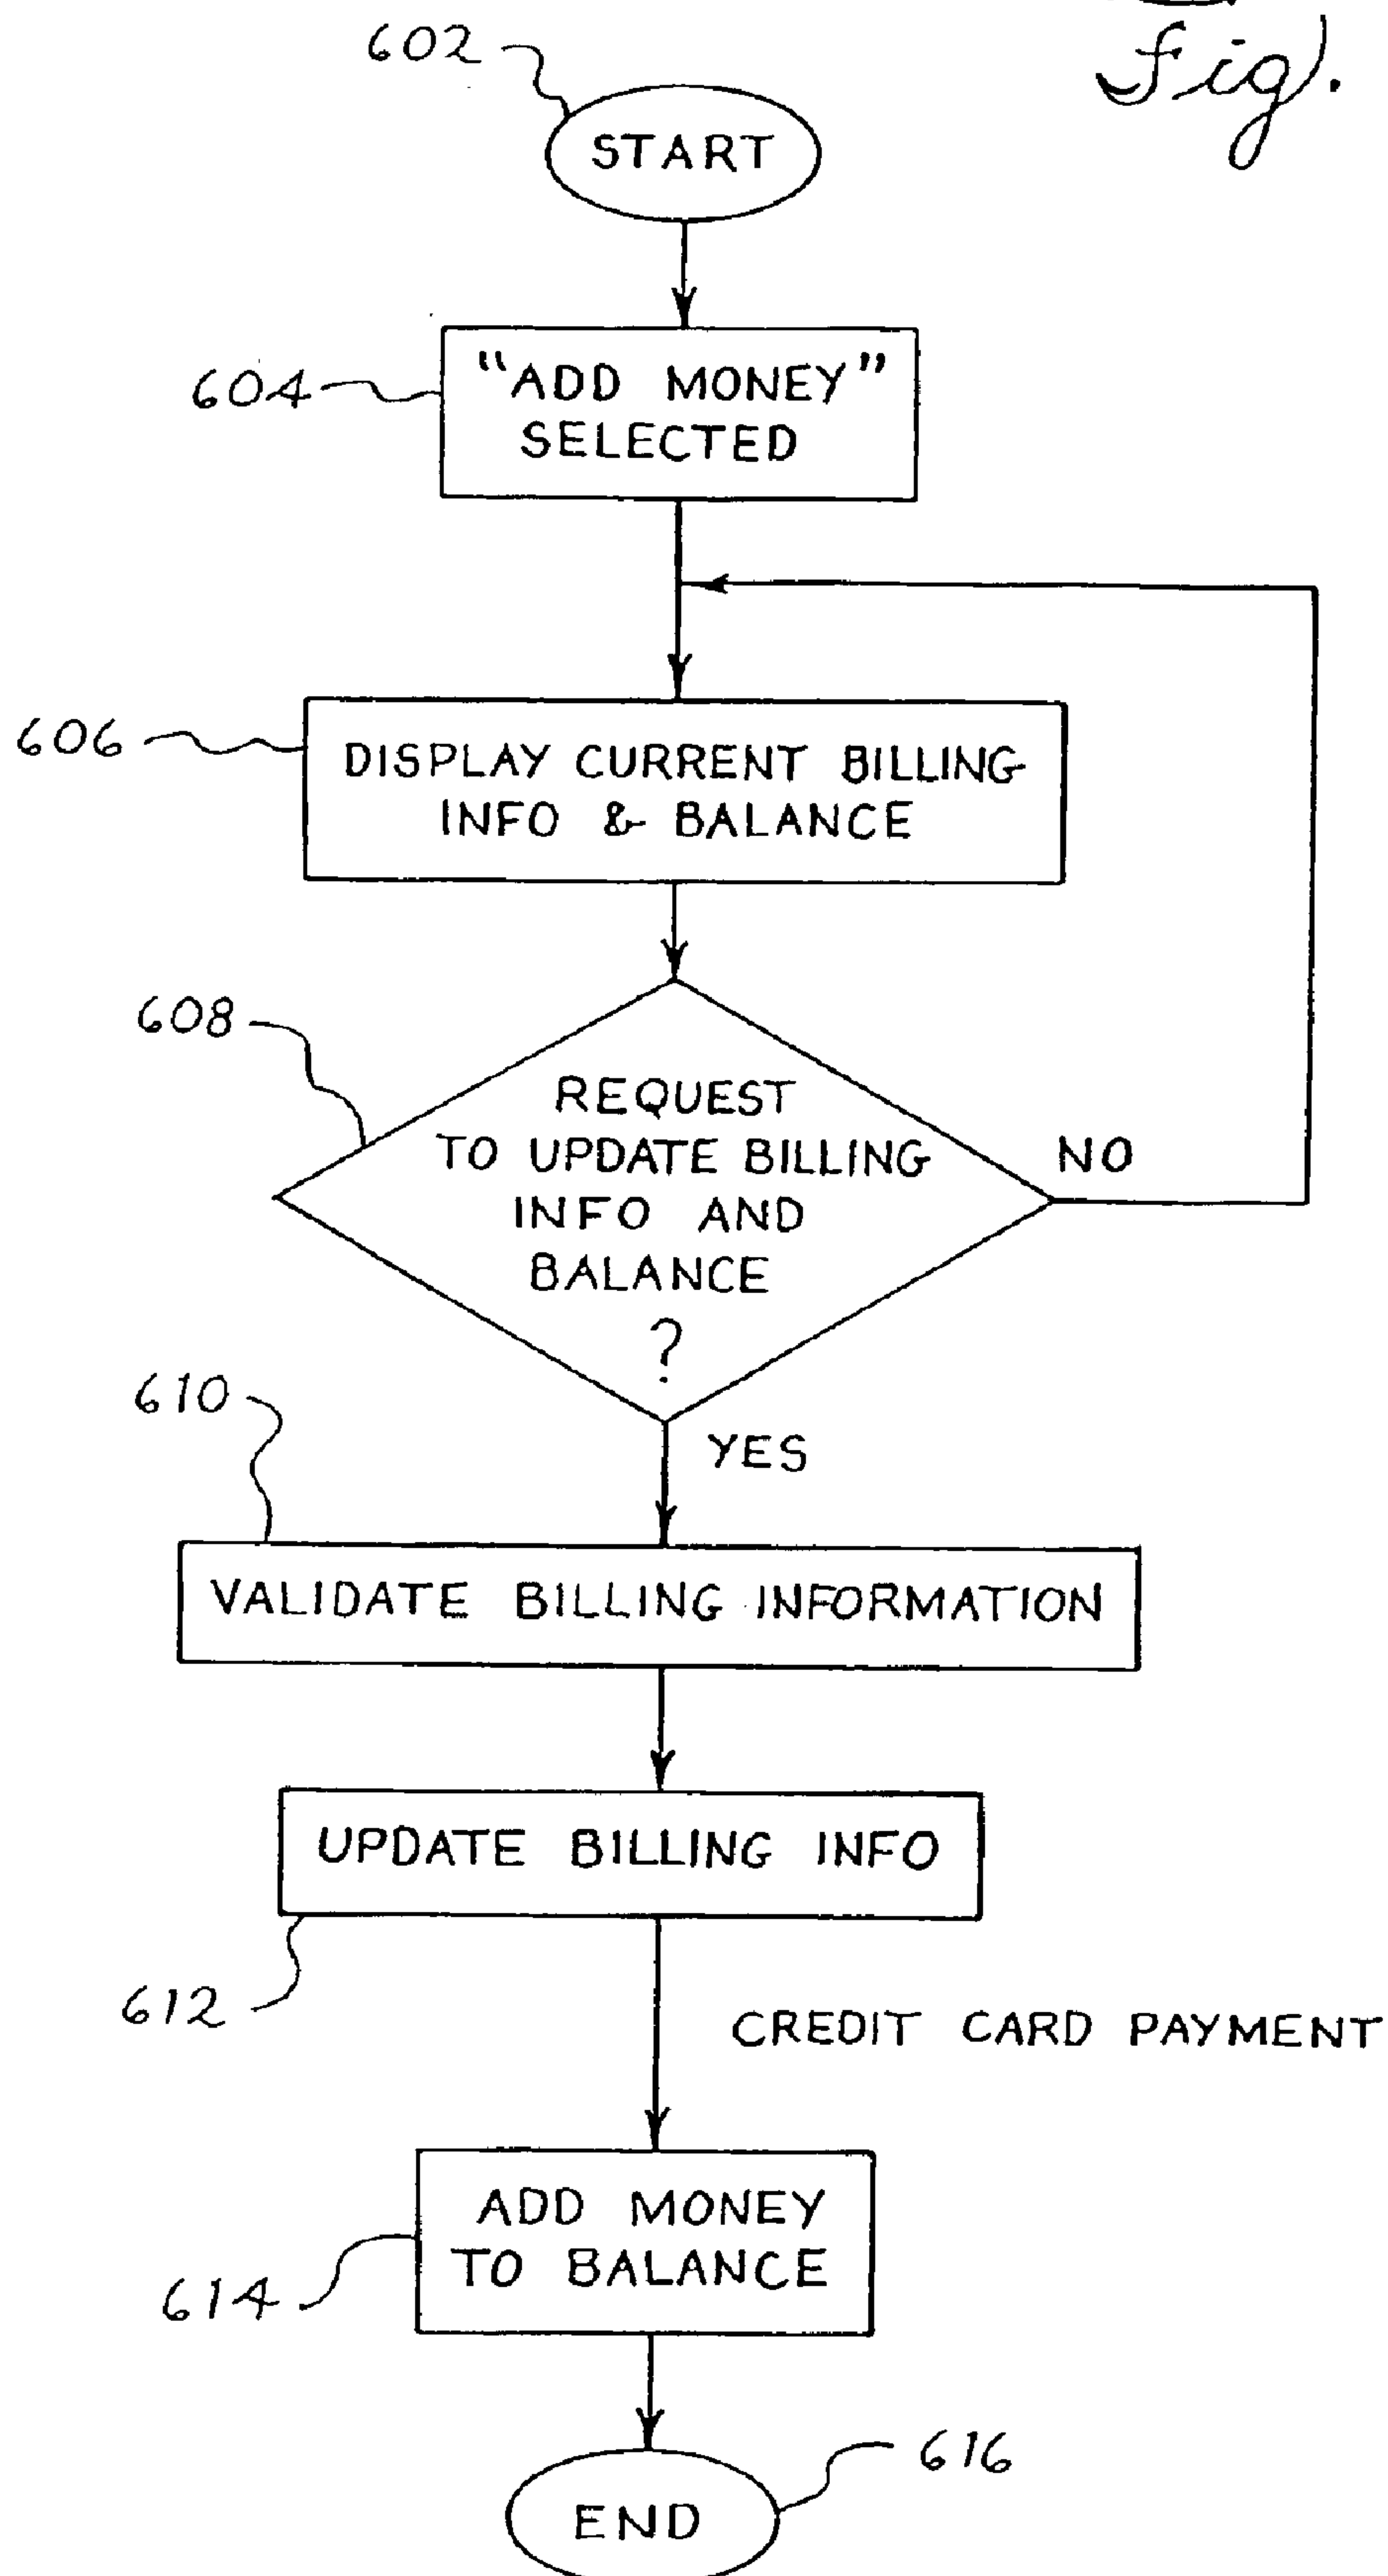 602
Fig.
START
604
"ADD MONEY"
SELECTED
606
DISPLAY CURRENT BILLING
INFO & BALANCE
608
REQUEST
TO UPDATE BILLING
INFO AND
BALANCE
?
NO
610
YES
VALIDATE BILLING INFORMATION
UPDATE BILLING INFO
612
CREDIT CARD PAYMENT
ADD MONEY
TO BALANCE
614
616
END